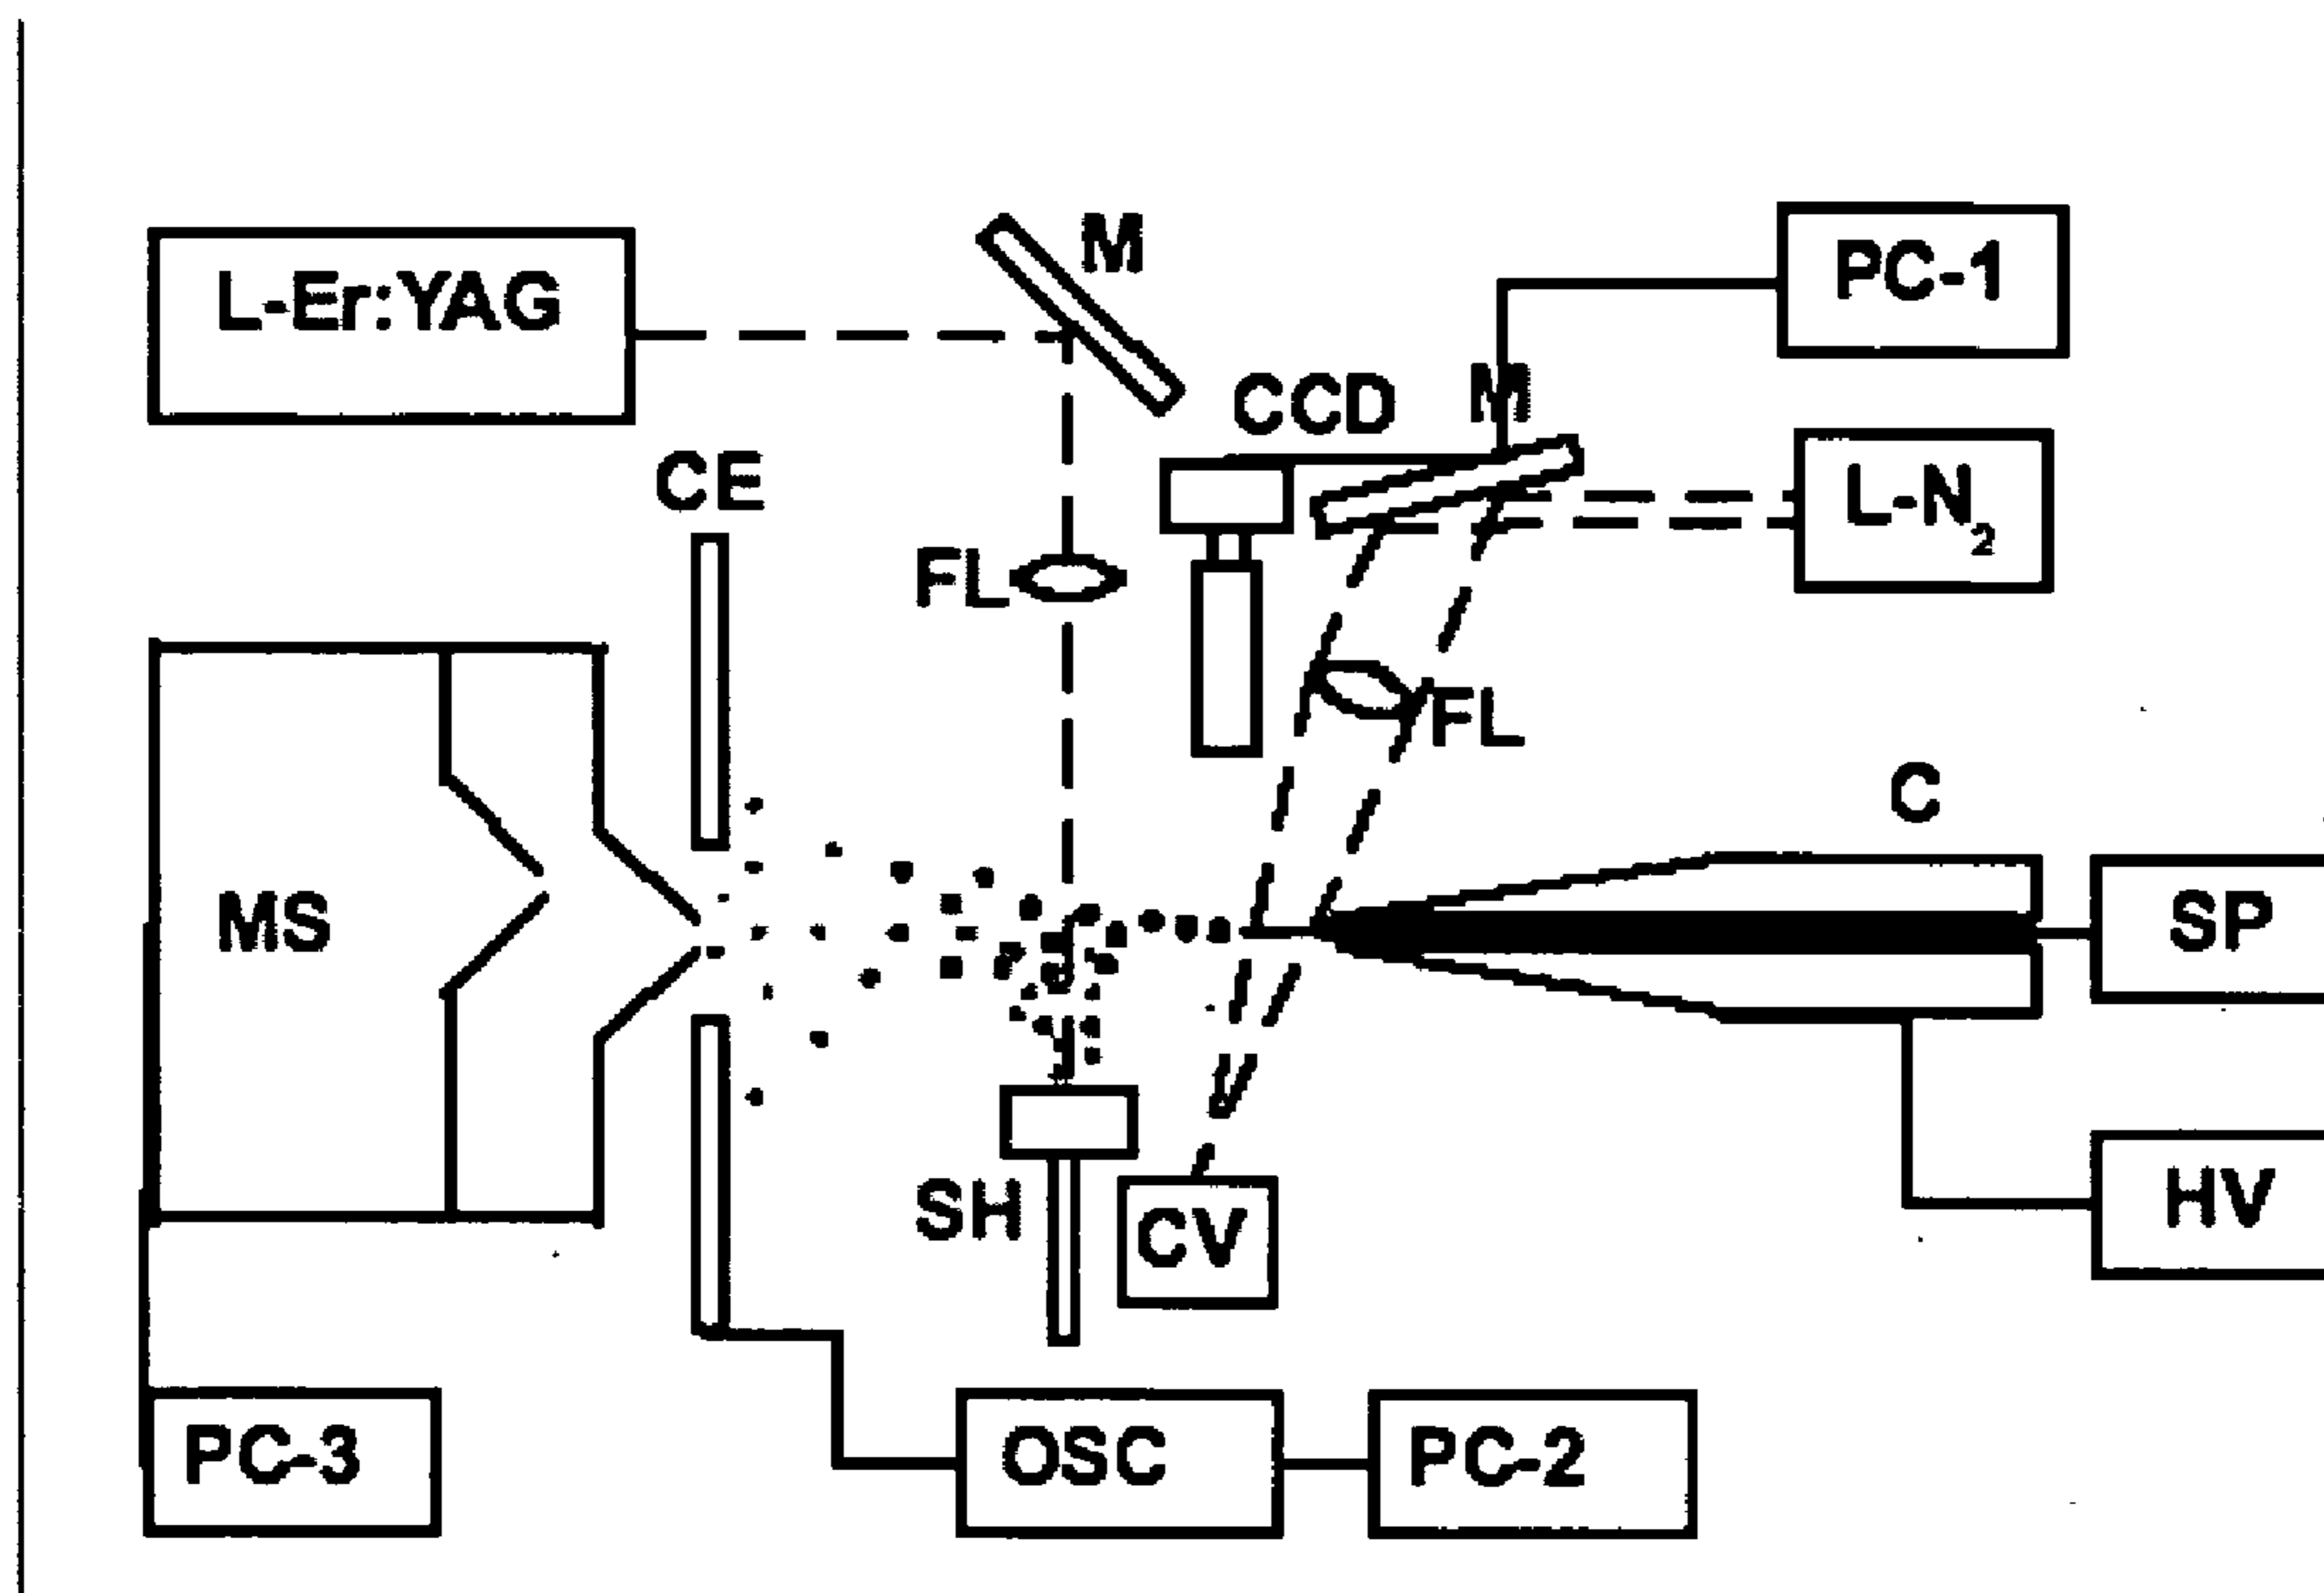 M
PC-1
L-Er:YAG
CCD
M
CE
L-N₂
FL
FL
C
MS
SP
SH
CV
HV
PC-3
OSC
PC-2